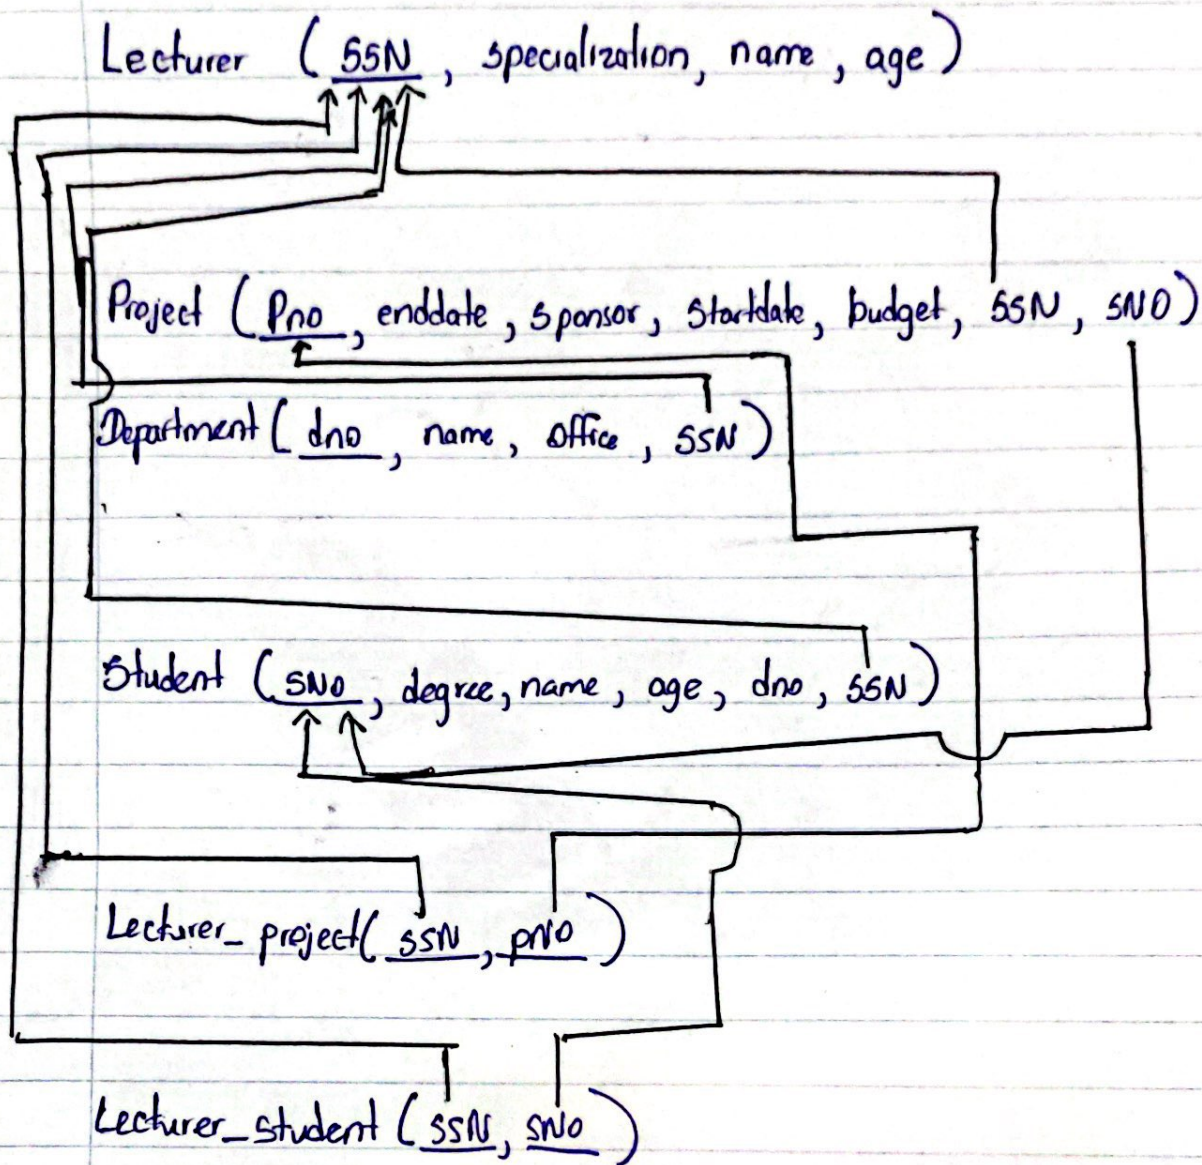 Lecturer (SSN, specialization, name, age)
Project (Pno, enddate, sponsor, startdate, budget, SSN, SNO)
Department (dno, name, office, SSN)
Student (SNO, degree, name, age, dno, SSN)
Lecturer_project (SSN, pNO)
Lecturer_student (SSN, SNO)